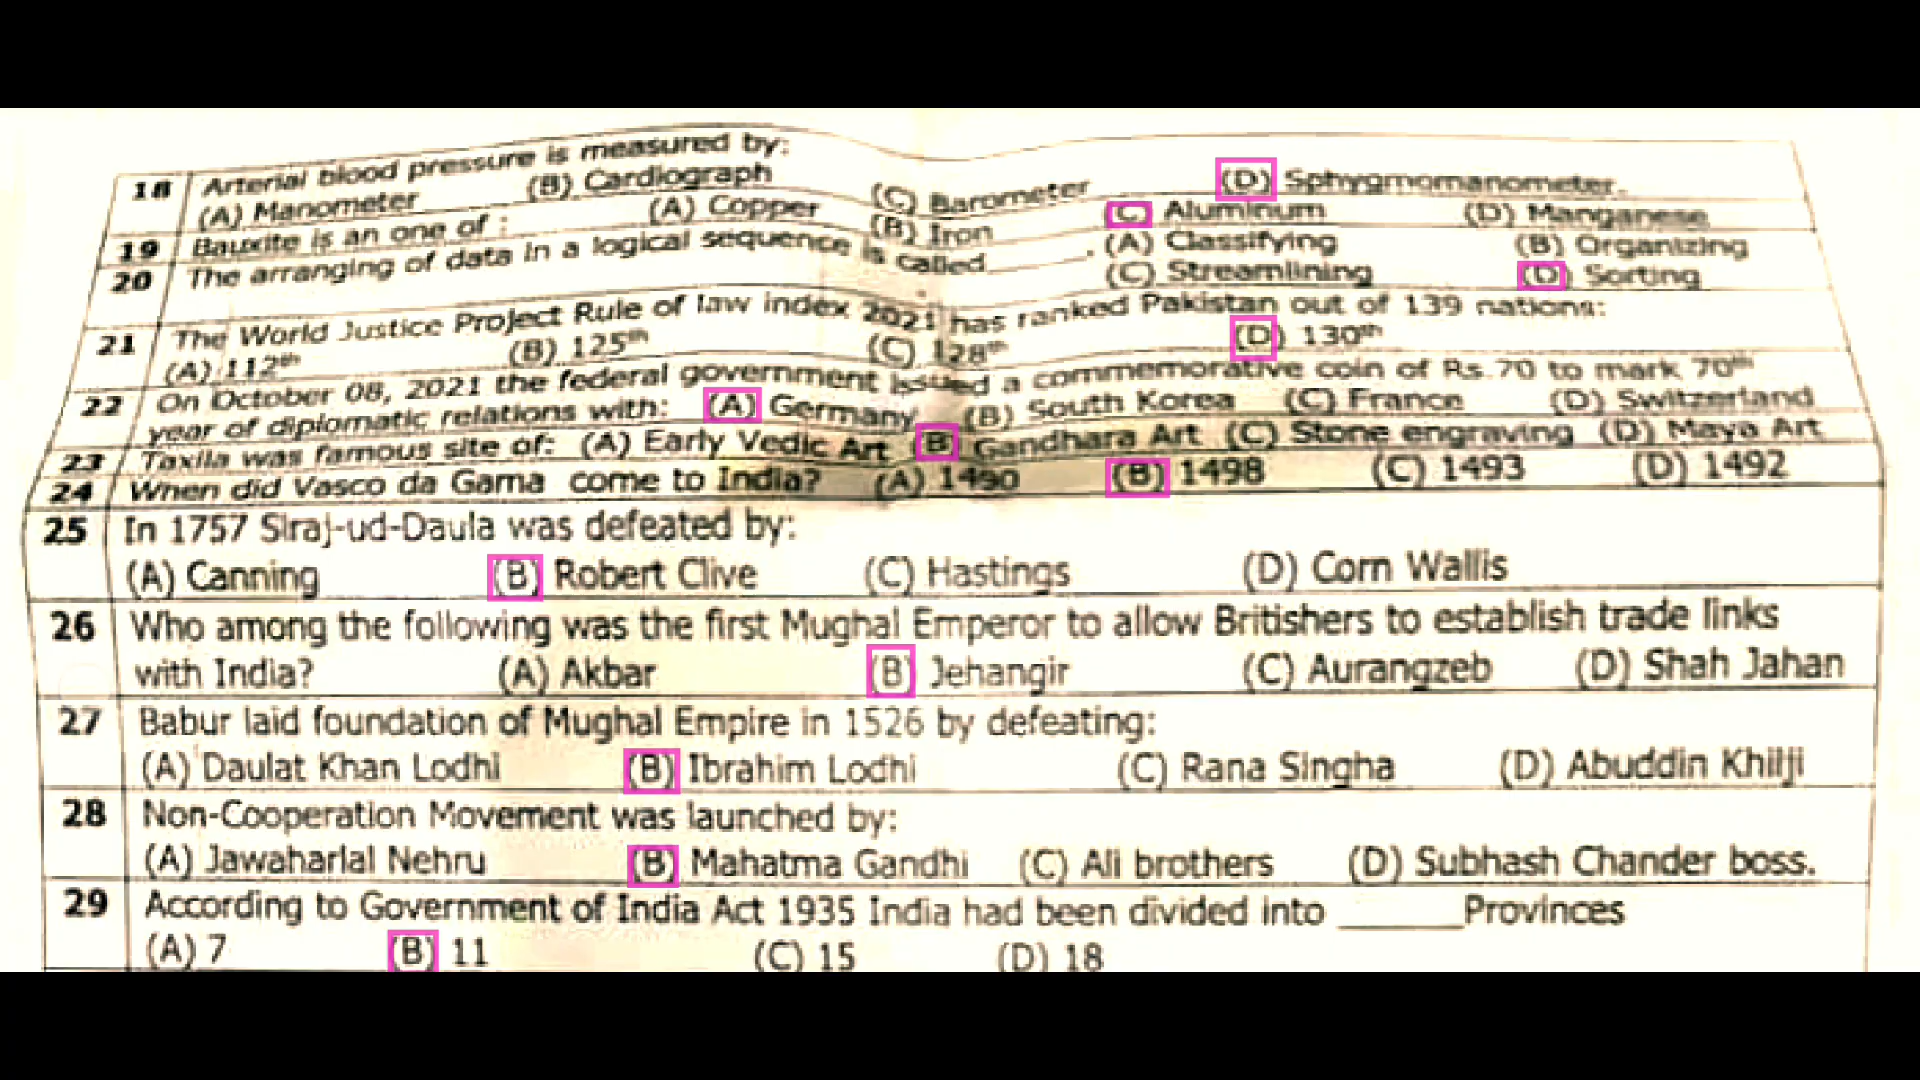 18 Arterial blood pressure is measured by:
(A) Manometer (B) Cardiograph (C) Barometer (D) Sphygmomanometer.
19 Bauxite is an one of : (A) Copper (B) Iron (C) Aluminum (D) Manganese
20 The arranging of data in a logical sequence is called______. (A) Classifying (B) Organizing
(C) Streamlining (D) Sorting
21 The World Justice Project Rule of law index 2021 has ranked Pakistan out of 139 nations:
(A) 112th (B) 125th (C) 128th (D) 130th
22 On October 08, 2021 the federal government issued a commemorative coin of Rs.70 to mark 70th
year of diplomatic relations with: (A) Germany (B) South Korea (C) France (D) Switzerland
23 Taxila was famous site of: (A) Early Vedic Art (B) Gandhara Art (C) Stone engraving (D) Maya Art
24 When did Vasco da Gama come to India? (A) 1490 (B) 1498 (C) 1493 (D) 1492
25 In 1757 Siraj-ud-Daula was defeated by:
(A) Canning (B) Robert Clive (C) Hastings (D) Corn Wallis
26 Who among the following was the first Mughal Emperor to allow Britishers to establish trade links
with India? (A) Akbar (B) Jehangir (C) Aurangzeb (D) Shah Jahan
27 Babur laid foundation of Mughal Empire in 1526 by defeating:
(A) Daulat Khan Lodhi (B) Ibrahim Lodhi (C) Rana Singha (D) Abuddin Khilji
28 Non-Cooperation Movement was launched by:
(A) Jawaharlal Nehru (B) Mahatma Gandhi (C) Ali brothers (D) Subhash Chander boss.
29 According to Government of India Act 1935 India had been divided into ______Provinces
(A) 7 (B) 11 (C) 15 (D) 18